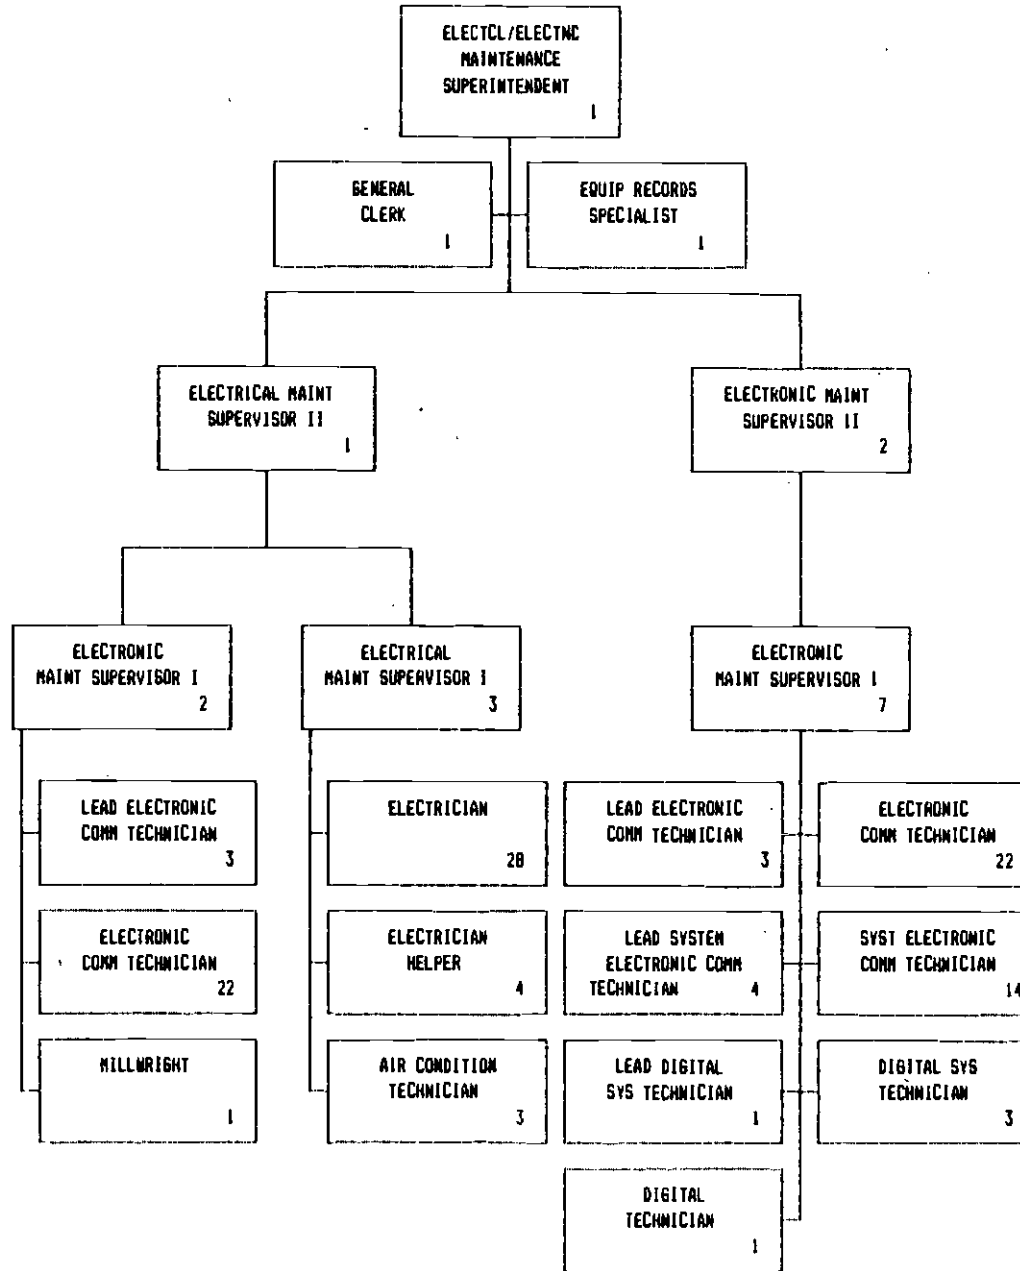 ELECTCL/ELECTNC
MAINTENANCE
SUPERINTENDENT
1
GENERAL
CLERK
1
EQUIP RECORDS
SPECIALIST
1
ELECTRICAL MAINT
SUPERVISOR II
1
ELECTRONIC MAINT
SUPERVISOR II
2
ELECTRONIC
MAINT SUPERVISOR I
2
ELECTRICAL
MAINT SUPERVISOR I
3
ELECTRONIC
MAINT SUPERVISOR I
7
LEAD ELECTRONIC
COMM TECHNICIAN
3
ELECTRICIAN
28
LEAD ELECTRONIC
COMM TECHNICIAN
3
ELECTRONIC
COMM TECHNICIAN
22
ELECTRONIC
COMM TECHNICIAN
22
ELECTRICIAN
HELPER
4
LEAD SYSTEM
ELECTRONIC COMM
TECHNICIAN 4
SYST ELECTRONIC
COMM TECHNICIAN
14
MILLWRIGHT
1
AIR CONDITION
TECHNICIAN
3
LEAD DIGITAL
SYS TECHNICIAN
1
DIGITAL SYS
TECHNICIAN
3
DIGITAL
TECHNICIAN
1